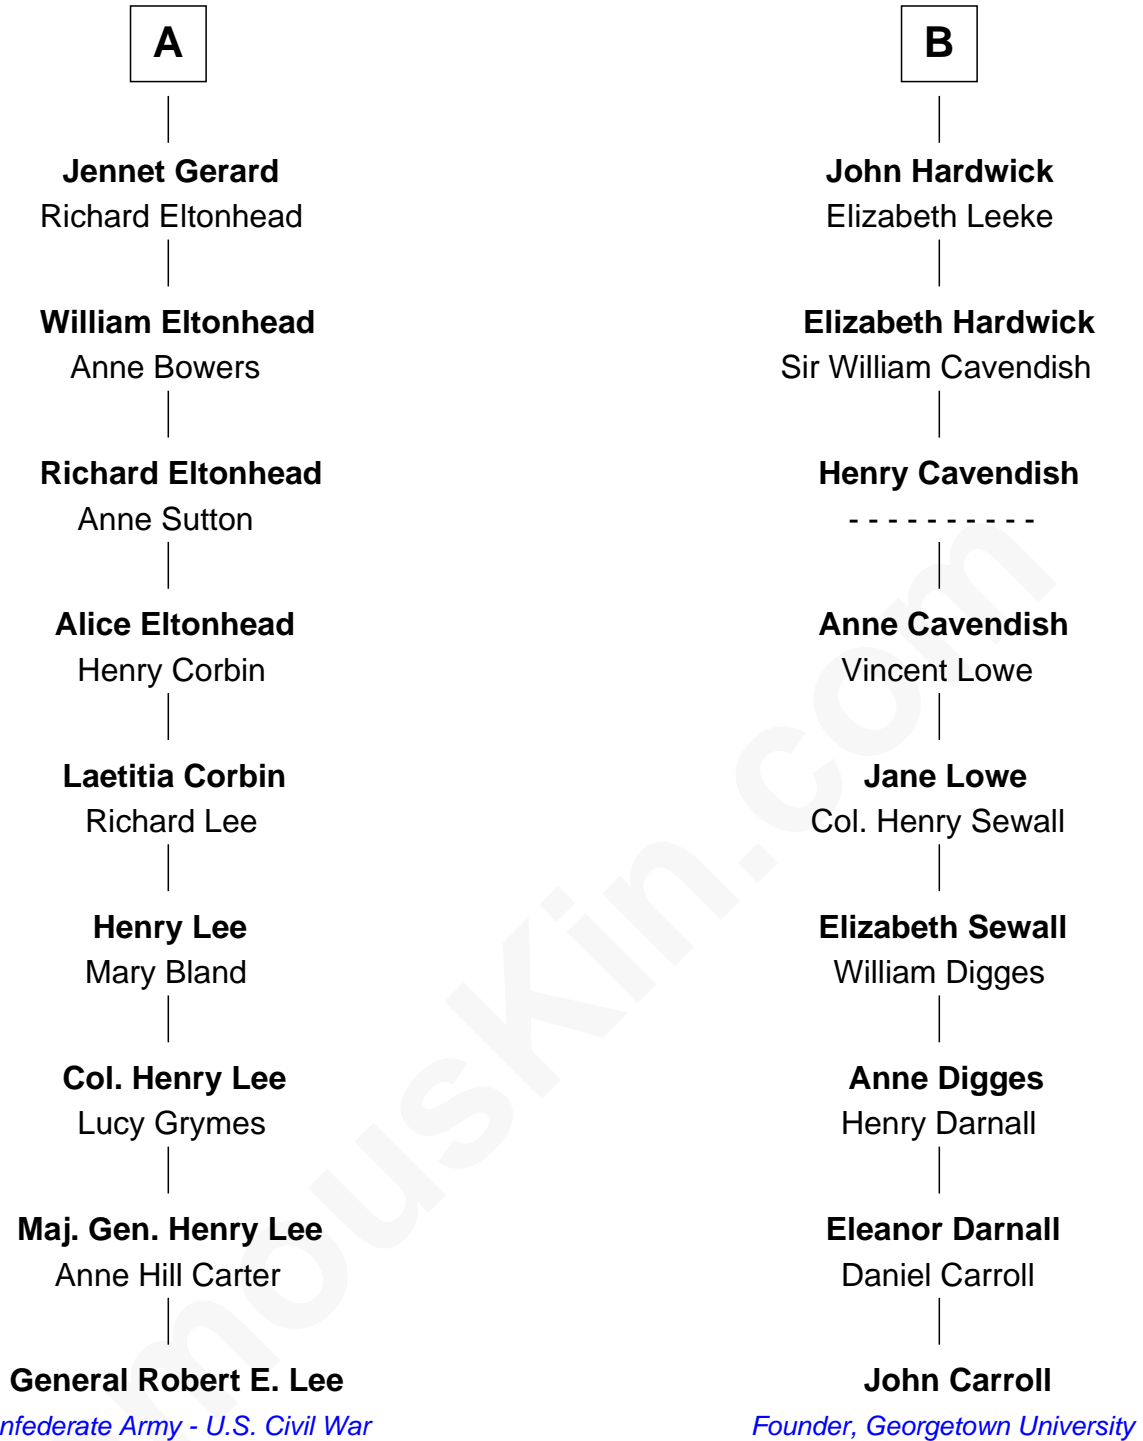 A
Jennet Gerard
Richard Eltonhead
William Eltonhead
Anne Bowers
Richard Eltonhead
Anne Sutton
Alice Eltonhead
Henry Corbin
Laetitia Corbin
Richard Lee
Henry Lee
Mary Bland
Col. Henry Lee
Lucy Grymes
Maj. Gen. Henry Lee
Anne Hill Carter
General Robert E. Lee
nfederate Army - U.S. Civil War
B
John Hardwick
Elizabeth Leeke
Elizabeth Hardwick
Sir William Cavendish
Henry Cavendish
- - - - - - - - - -
Anne Cavendish
Vincent Lowe
Jane Lowe
Col. Henry Sewall
Elizabeth Sewall
William Digges
Anne Digges
Henry Darnall
Eleanor Darnall
Daniel Carroll
John Carroll
Founder, Georgetown University
mousKin.com